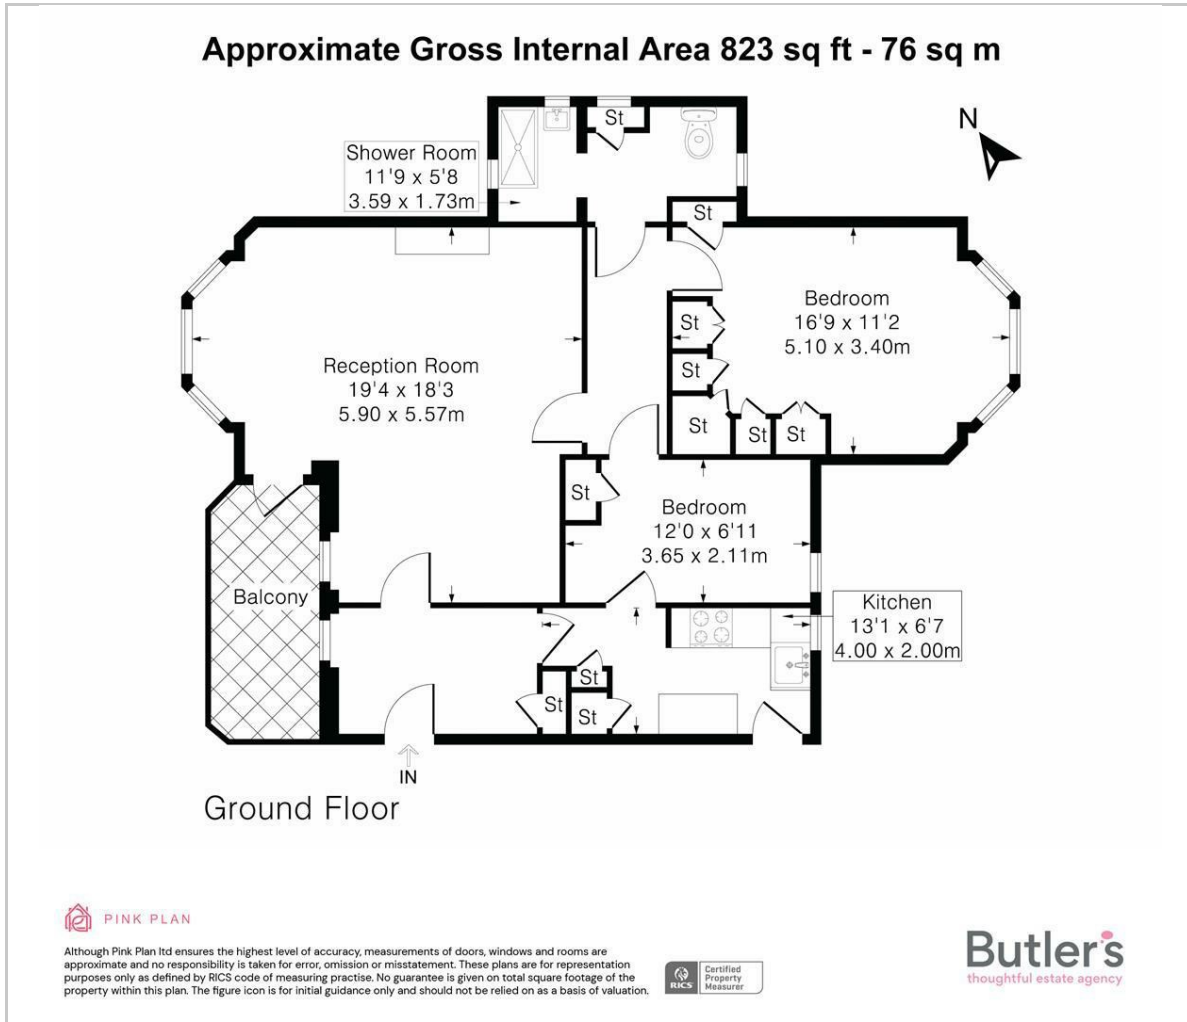 Approximate Gross Internal Area 823 sq ft - 76 sq m
N
St
Shower Room
11'9 x 5'8
3.59 x 1.73m
St
Bedroom
16'9 x 11'2
5.10 x 3.40m
St
St
St
St
St
Reception Room
19'4 x 18'3
5.90 x 5.57m
St
Bedroom
12'0 x 6'11
3.65 x 2.11m
Balcony
Kitchen
13'1 x 6'7
4.00 x 2.00m
St
St
St
IN
Ground Floor
PINK PLAN
Although Pink Plan ltd ensures the highest level of accuracy, measurements of doors, windows and rooms are
approximate and no responsibility is taken for error, omission or misstatement. These plans are for representation
purposes only as defined by RICS code of measuring practise. No guarantee is given on total square footage of the
property within this plan. The figure icon is for initial guidance only and should not be relied on as a basis of valuation.
RICS
Certified
Property
Measurer
Butler's
thoughtful estate agency